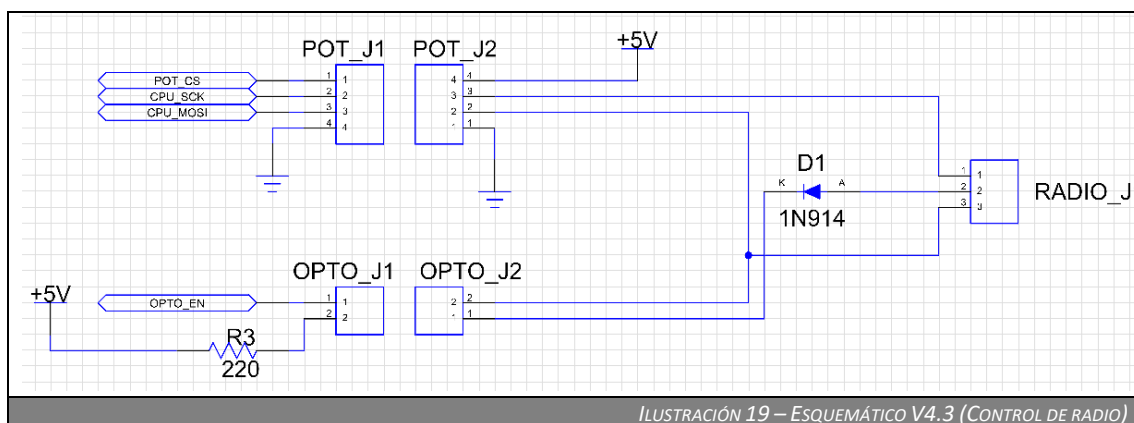 +5V
POT_J1 POT_J2
POT_CS 1 1 4 4
CPU_SCK 2 2 3 3
CPU_MOSI 3 3 2 2
4 4 1 1
D1
K A
1N914
1 1
2 2
3 3
RADIO_J
OPTO_J1 OPTO_J2
+5V
OPTO_EN 1 1 2 2
2 2 1 1
R3
220
ILUSTRACIÓN 19 – ESQUEMÁTICO V4.3 (CONTROL DE RADIO)